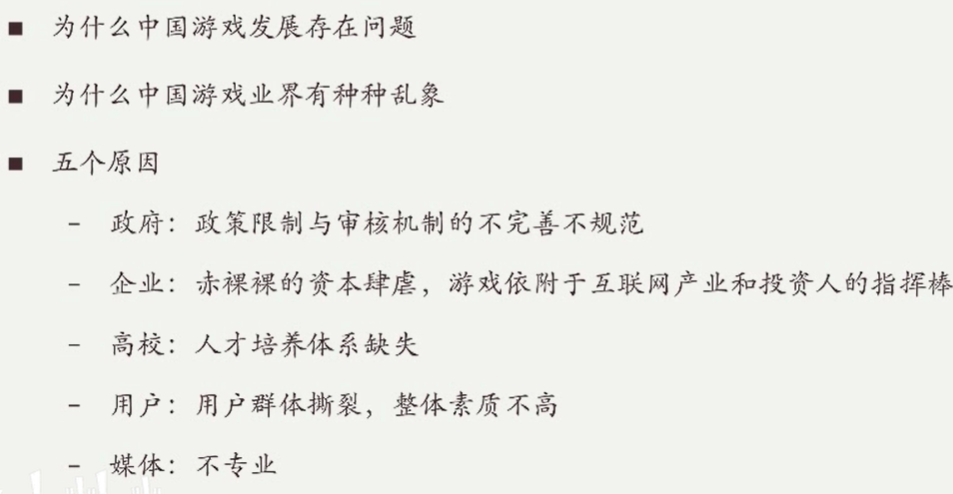 ■ 为什么中国游戏发展存在问题
■ 为什么中国游戏业界有种种乱象
■ 五个原因
– 政府：政策限制与审核机制的不完善不规范
– 企业：赤裸裸的资本肆虐，游戏依附于互联网产业和投资人的指挥棒
– 高校：人才培养体系缺失
– 用户：用户群体撕裂，整体素质不高
– 媒体：不专业